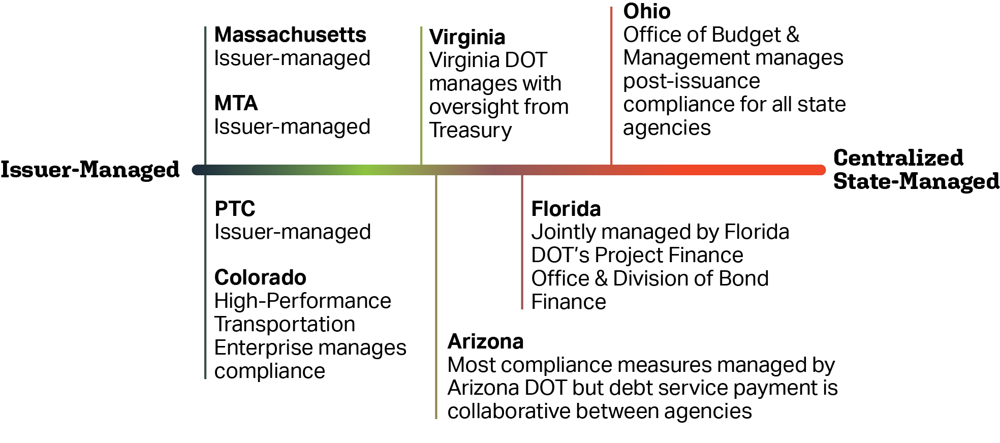 Massachusetts
Issuer-managed
MTA
Issuer-managed
Virginia
Virginia DOT
manages with
oversight from
Treasury
Ohio
Office of Budget &
Management manages
post-issuance
compliance for all state
agencies
Issuer-Managed
Centralized
State-Managed
PTC
Issuer-managed
Colorado
High-Performance
Transportation
Enterprise manages
compliance
Florida
Jointly managed by Florida
DOT’s Project Finance
Office & Division of Bond
Finance
Arizona
Most compliance measures managed by
Arizona DOT but debt service payment is
collaborative between agencies